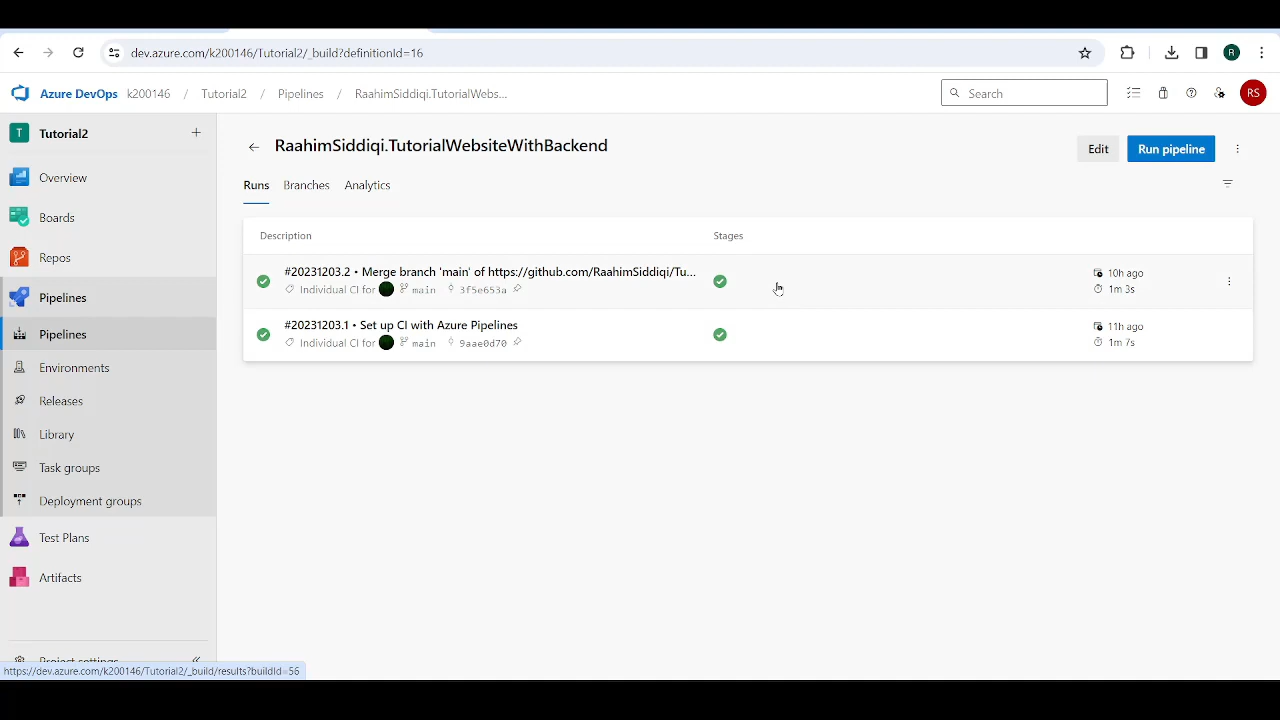 dev.azure.com/k200146/Tutorial2/_build?definitionId=16
R
Azure DevOps k200146 / Tutorial2 / Pipelines / RaahimSiddiqi.TutorialWebs...
Search
RS
T Tutorial2
Overview
Boards
Repos
Pipelines
Pipelines
Environments
Releases
Library
Task groups
Deployment groups
Test Plans
Artifacts
Project settings
RaahimSiddiqi.TutorialWebsiteWithBackend
Edit
Run pipeline
Runs Branches Analytics
Description Stages
#20231203.2 • Merge branch 'main' of https://github.com/RaahimSiddiqi/Tu...
10h ago
Individual CI for main 3f5e653a
1m 3s
#20231203.1 • Set up CI with Azure Pipelines
11h ago
Individual CI for main 9aae0d70
1m 7s
https://dev.azure.com/k200146/Tutorial2/_build/results?buildId=56